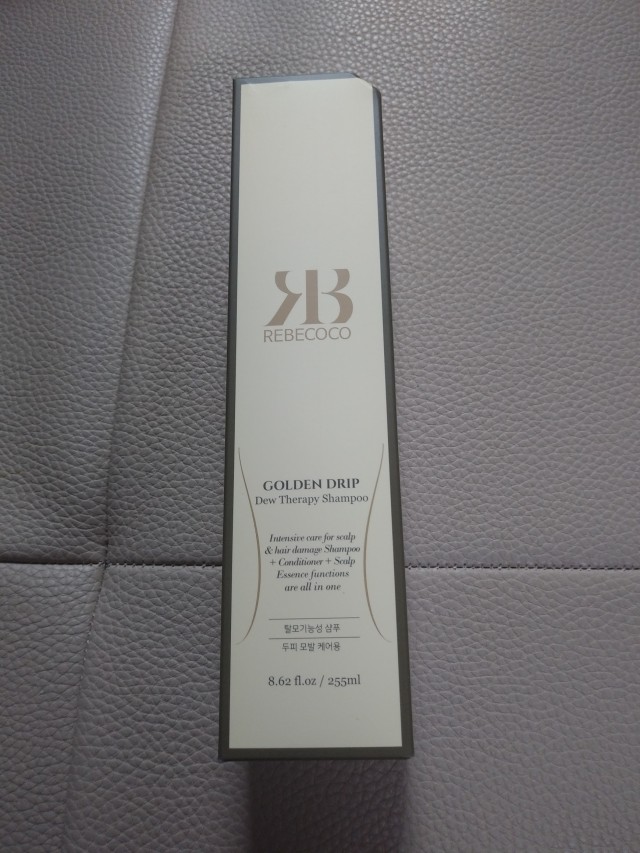 RB
REBECOCO
GOLDEN DRIP
Dew Therapy Shampoo
Intensive care for scalp
& hair damage Shampoo
+ Conditioner + Scalp
Essence functions
are all in one
탈모기능성 샴푸
두피 모발 케어용
8.62 fl.oz / 255ml